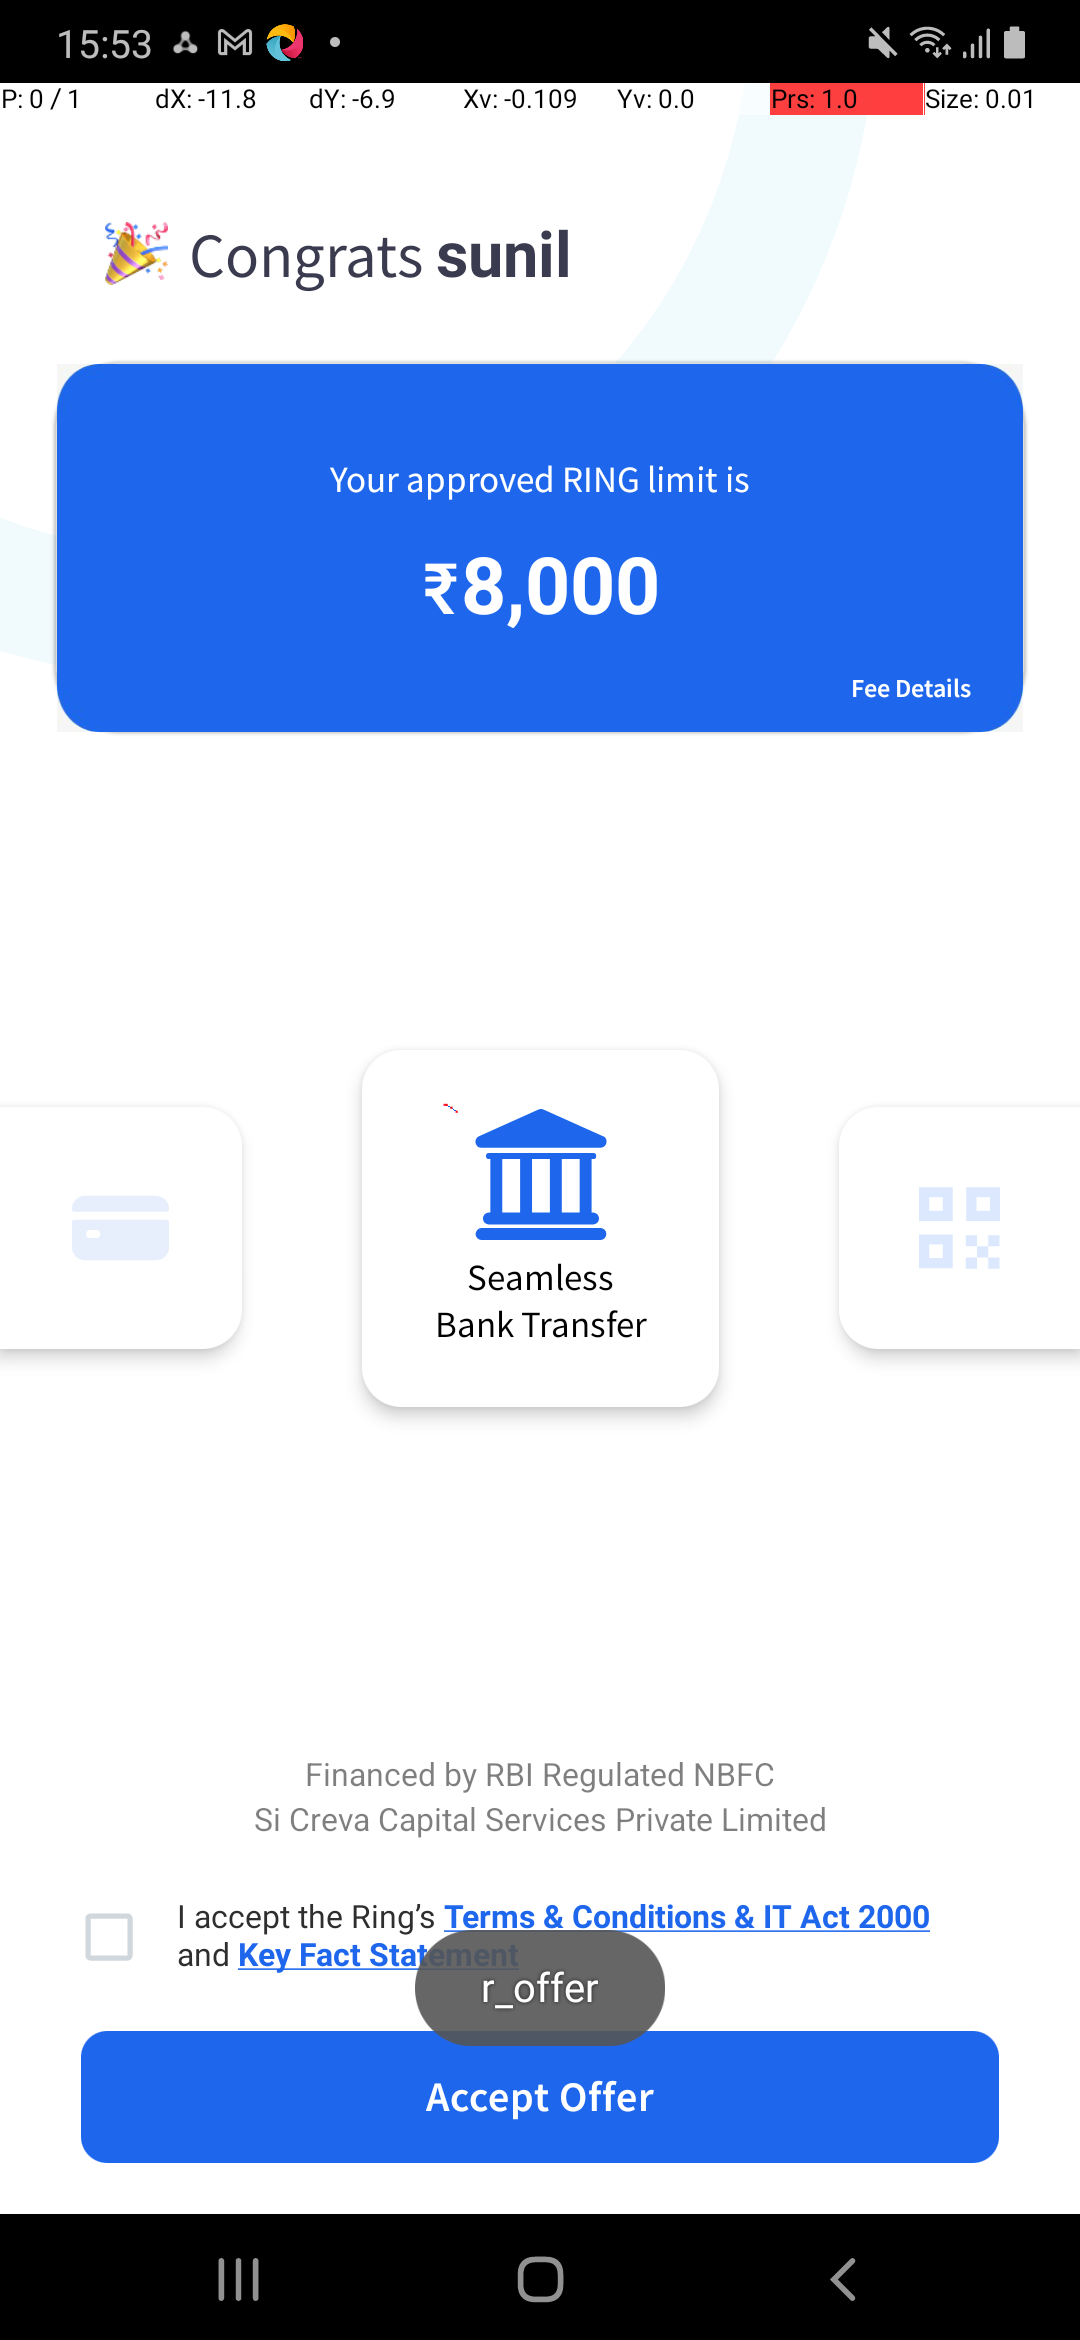 15:53
P: 0 / 1 dX: -11.8 dY: -6.9 Xv: -0.109 Yv: 0.0 Prs: 1.0 Size: 0.01
Congrats sunil
Your approved RING limit is
₹8,000
Fee Details
Seamless
Bank Transfer
Financed by RBI Regulated NBFC
Si Creva Capital Services Private Limited
I accept the Ring’s Terms & Conditions & IT Act 2000
and Key Fact Statement
r_offer
Accept Offer